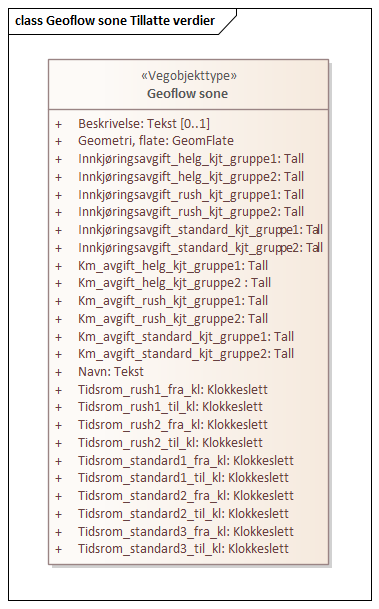 class Geoflow sone Tillatte verdier
«Vegobjekttype»
Geoflow sone
+ Beskrivelse: Tekst [0..1]
+ Geometri, flate: GeomFlate
+ Innkjøringsavgift_helg_kjt_gruppe1: Tall
+ Innkjøringsavgift_helg_kjt_gruppe2: Tall
+ Innkjøringsavgift_rush_kjt_gruppe1: Tall
+ Innkjøringsavgift_rush_kjt_gruppe2: Tall
+ Innkjøringsavgift_standard_kjt_gruppe1: Tall
+ Innkjøringsavgift_standard_kjt_gruppe2: Tall
+ Km_avgift_helg_kjt_gruppe1: Tall
+ Km_avgift_helg_kjt_gruppe2 : Tall
+ Km_avgift_rush_kjt_gruppe1: Tall
+ Km_avgift_rush_kjt_gruppe2: Tall
+ Km_avgift_standard_kjt_gruppe1: Tall
+ Km_avgift_standard_kjt_gruppe2: Tall
+ Navn: Tekst
+ Tidsrom_rush1_fra_kl: Klokkeslett
+ Tidsrom_rush1_til_kl: Klokkeslett
+ Tidsrom_rush2_fra_kl: Klokkeslett
+ Tidsrom_rush2_til_kl: Klokkeslett
+ Tidsrom_standard1_fra_kl: Klokkeslett
+ Tidsrom_standard1_til_kl: Klokkeslett
+ Tidsrom_standard2_fra_kl: Klokkeslett
+ Tidsrom_standard2_til_kl: Klokkeslett
+ Tidsrom_standard3_fra_kl: Klokkeslett
+ Tidsrom_standard3_til_kl: Klokkeslett